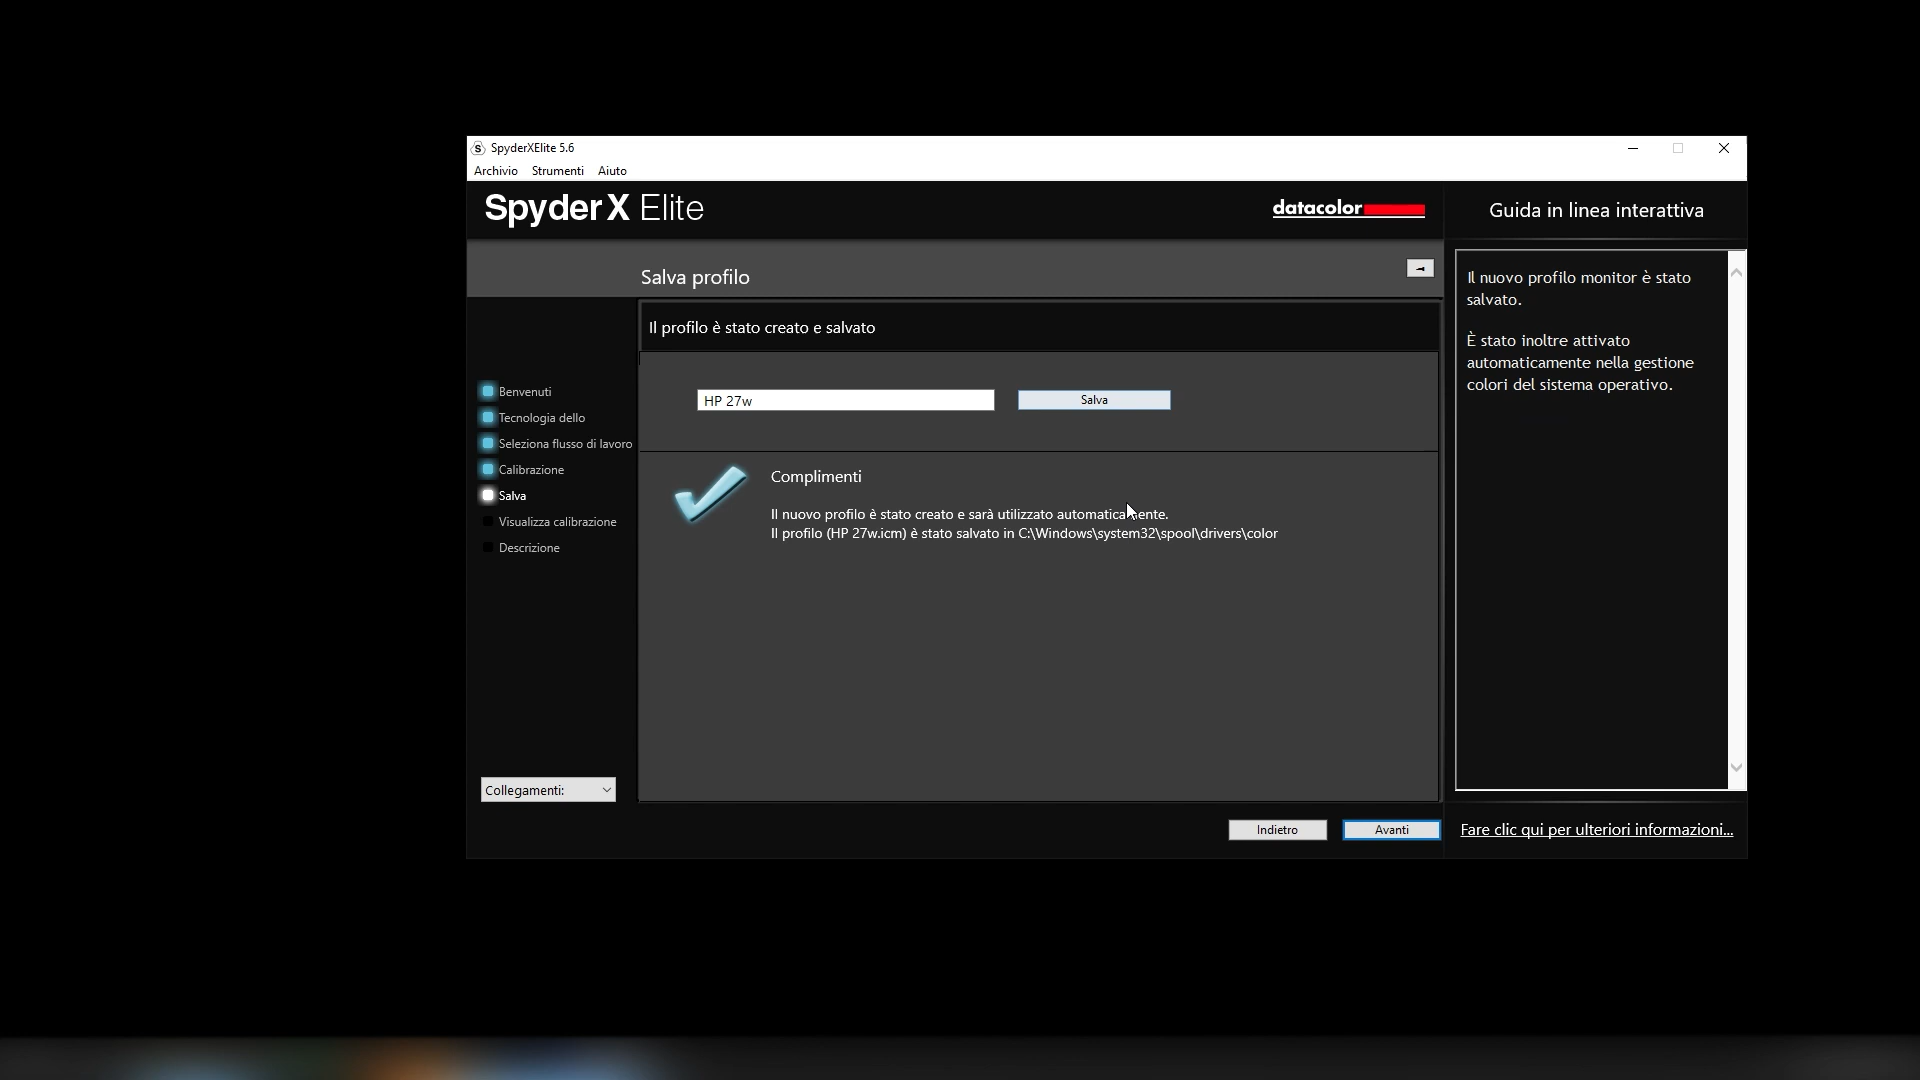 SpyderXElite 5.6
Archivio Strumenti Aiuto
SpyderX Elite
datacolor
Guida in linea interattiva
Salva profilo
Il profilo è stato creato e salvato
HP 27w
Salva
Benvenuti
Tecnologia dello
Seleziona flusso di lavoro
Calibrazione
Salva
Visualizza calibrazione
Descrizione
Complimenti
Il nuovo profilo è stato creato e sarà utilizzato automaticamente.
Il profilo (HP 27w.icm) è stato salvato in C:\Windows\system32\spool\drivers\color
Il nuovo profilo monitor è stato
salvato.
È stato inoltre attivato
automaticamente nella gestione
colori del sistema operativo.
Collegamenti:
Indietro
Avanti
Fare clic qui per ulteriori informazioni...